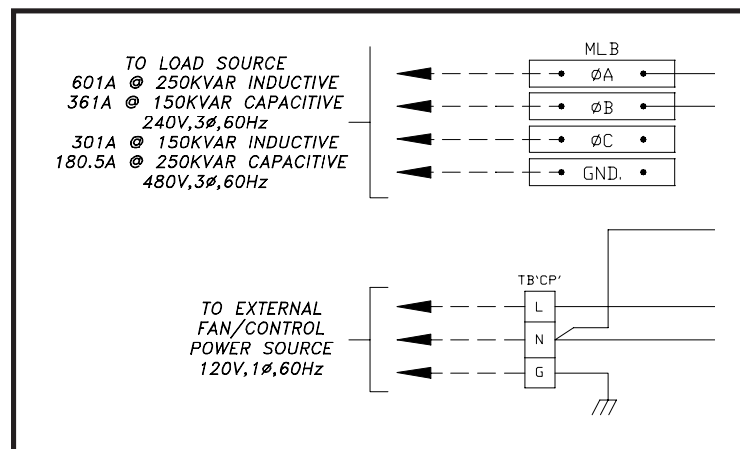 TO LOAD SOURCE
601A @ 250KVAR INDUCTIVE
361A @ 150KVAR CAPACITIVE
240V,3ø,60Hz
301A @ 150KVAR INDUCTIVE
180.5A @ 250KVAR CAPACITIVE
480V,3ø,60Hz
MLB
øA
øB
øC
GND.
TO EXTERNAL
FAN/CONTROL
POWER SOURCE
120V,1ø,60Hz
TB'CP'
L
N
G